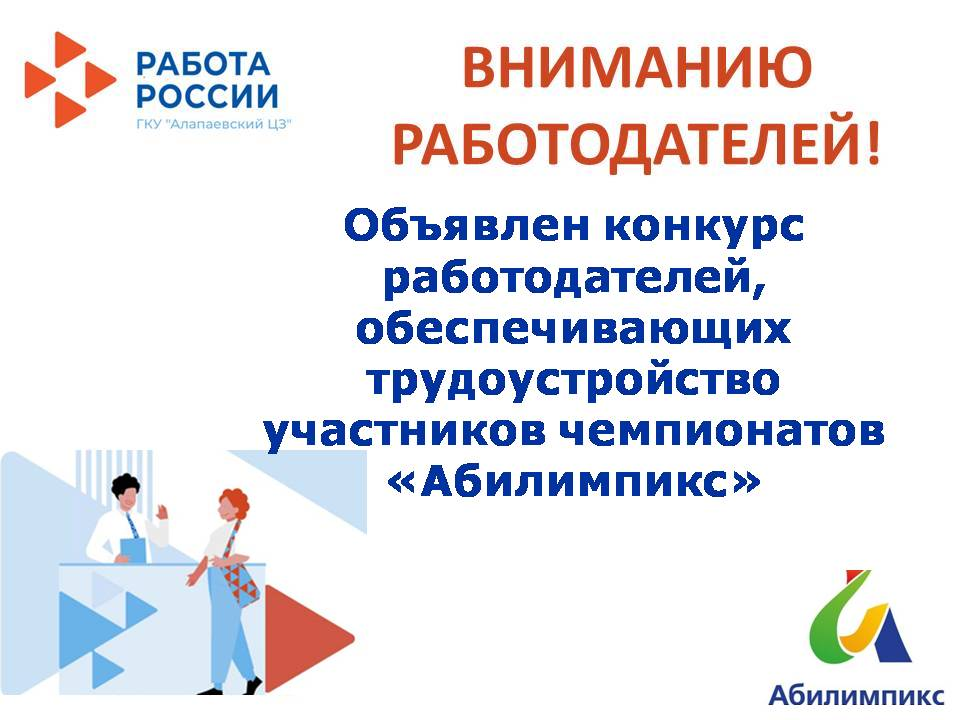 РАБОТА
РОССИИ
ГКУ "Алапаевский ЦЗ"
ВНИМАНИЮ
РАБОТОДАТЕЛЕЙ!
Объявлен конкурс
работодателей,
обеспечивающих
трудоустройство
участников чемпионатов
«Абилимпикс»
Абилимпикс